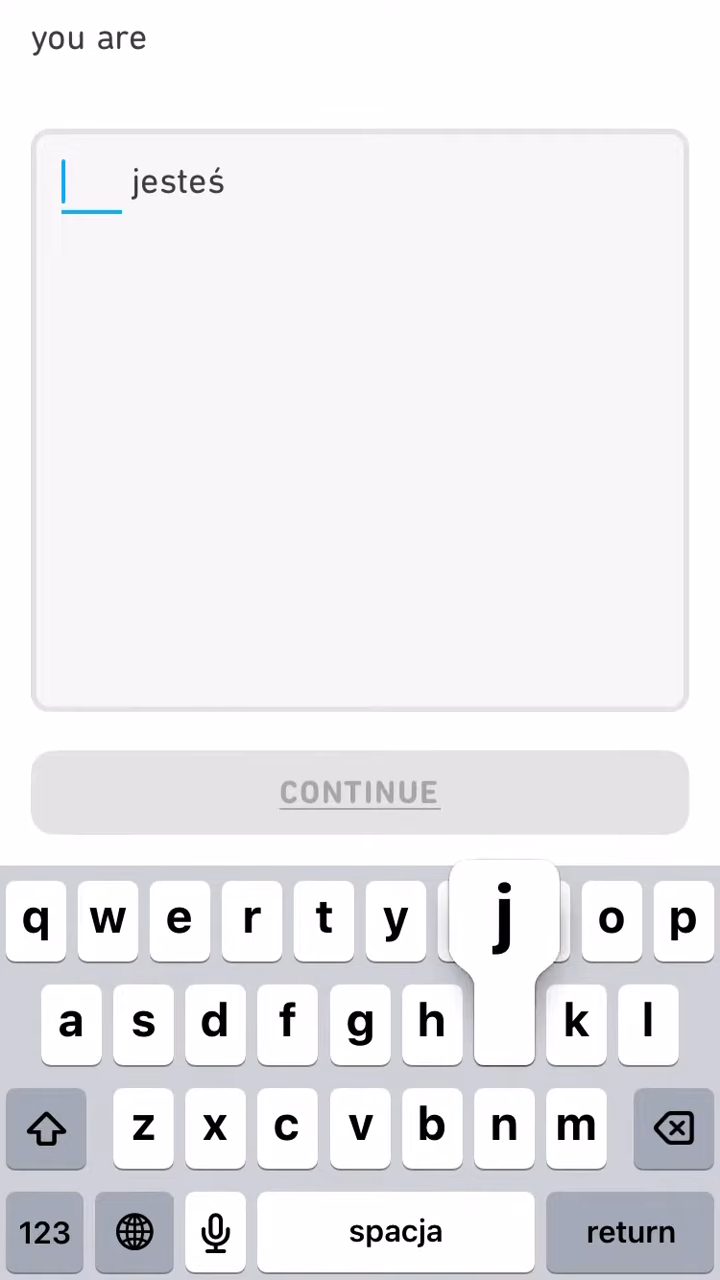 you are
jesteś
CONTINUE
q w e r t y j o p
a s d f g h k l
z x c v b n m
123 spacja return